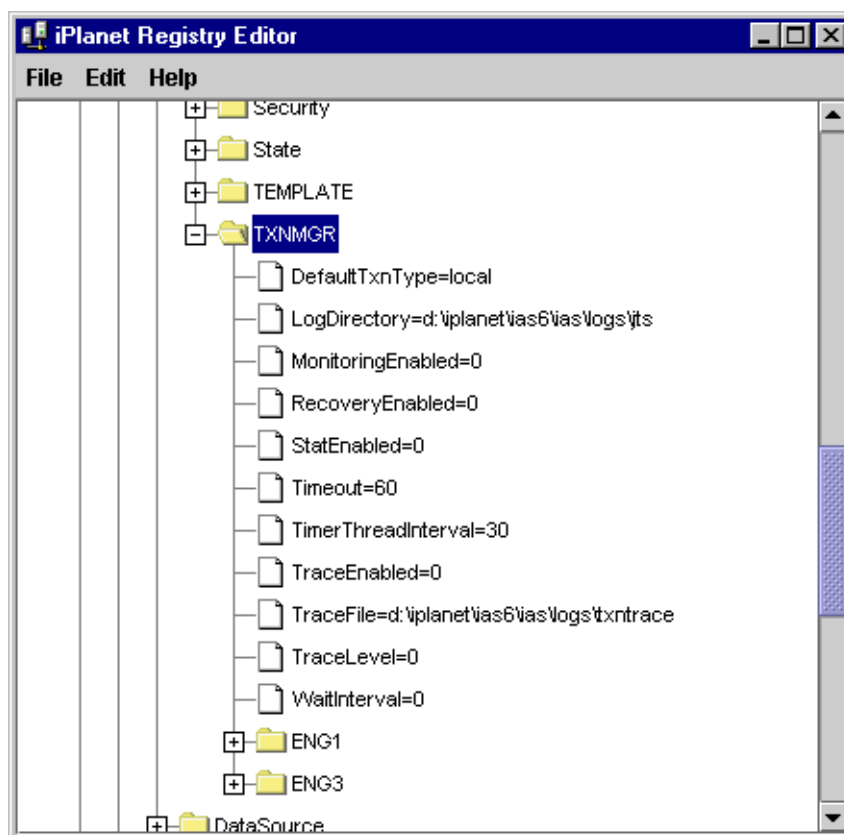 iPlanet Registry Editor
File Edit Help
Security
State
TEMPLATE
TXNMGR
DefaultTxnType=local
LogDirectory=d:\iplanet\ias6\ias\logs\jts
MonitoringEnabled=0
RecoveryEnabled=0
StatEnabled=0
Timeout=60
TimerThreadInterval=30
TraceEnabled=0
TraceFile=d:\iplanet\ias6\ias\logs\txntrace
TraceLevel=0
WaitInterval=0
ENG1
ENG3
DataSource